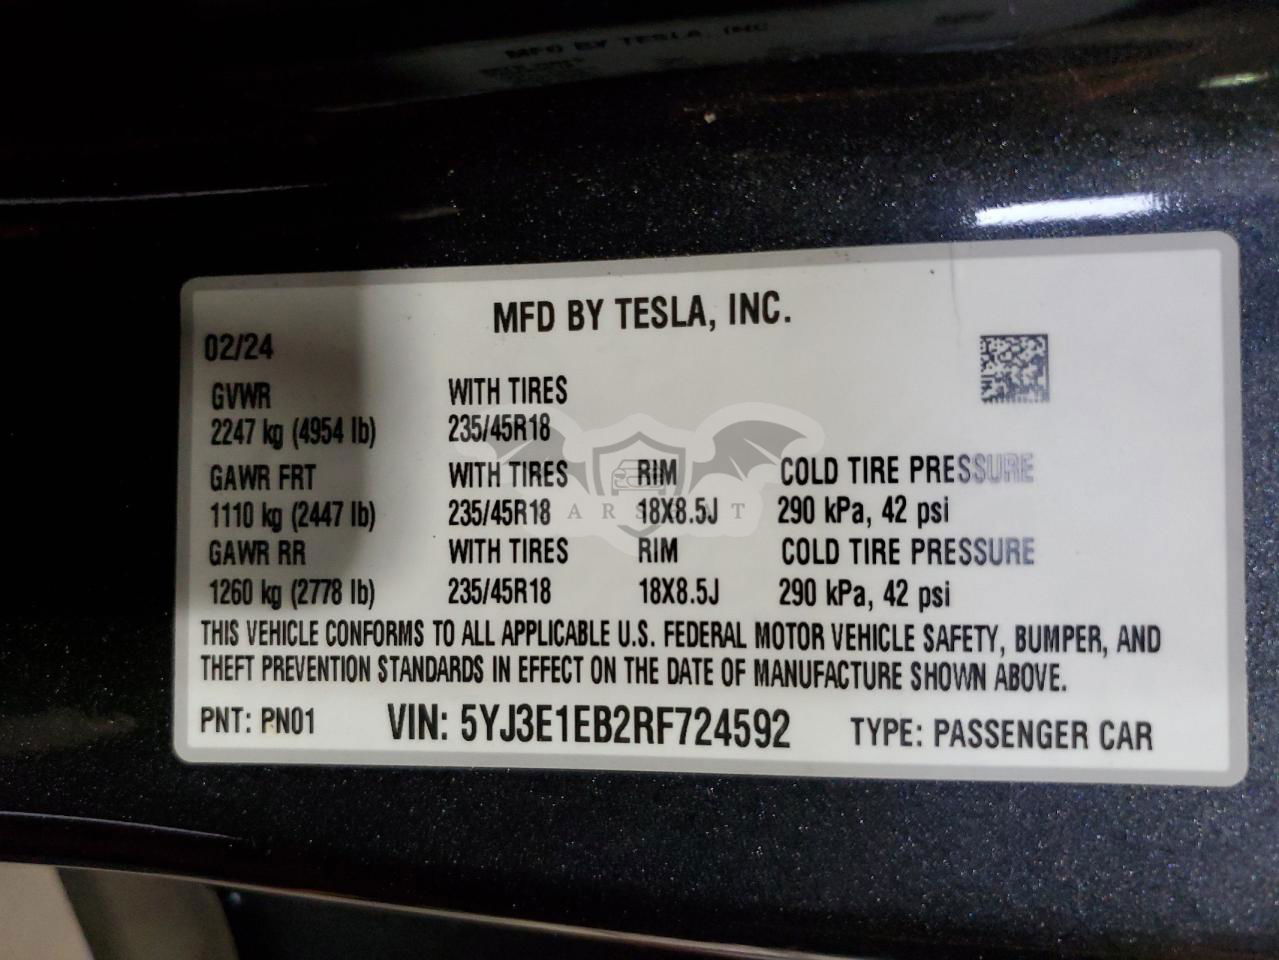 MFD BY TESLA, INC.
MFD BY TESLA, INC.
02/24
GVWR WITH TIRES
2247 kg (4954 lb) 235/45R18
GAWR FRT WITH TIRES RIM COLD TIRE PRESSURE
1110 kg (2447 lb) 235/45R18 18X8.5J 290 kPa, 42 psi
GAWR RR WITH TIRES RIM COLD TIRE PRESSURE
1260 kg (2778 lb) 235/45R18 18X8.5J 290 kPa, 42 psi
THIS VEHICLE CONFORMS TO ALL APPLICABLE U.S. FEDERAL MOTOR VEHICLE SAFETY, BUMPER, AND
THEFT PREVENTION STANDARDS IN EFFECT ON THE DATE OF MANUFACTURE SHOWN ABOVE.
PNT: PN01 VIN: 5YJ3E1EB2RF724592 TYPE: PASSENGER CAR